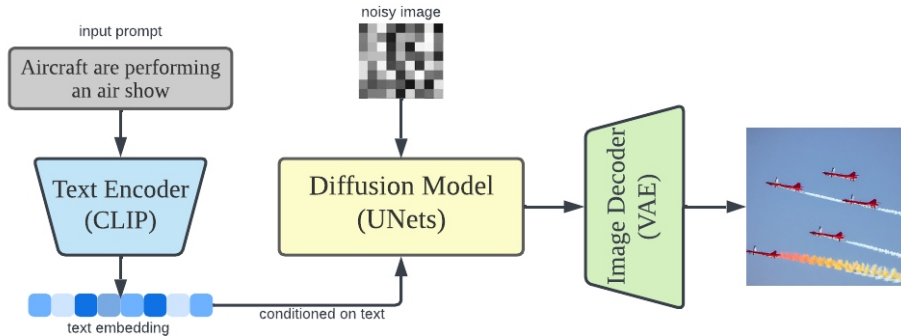 input prompt
Aircraft are performing
an air show
Text Encoder
(CLIP)
text embedding
noisy image
Diffusion Model
(UNets)
conditioned on text
Image Decoder
(VAE)